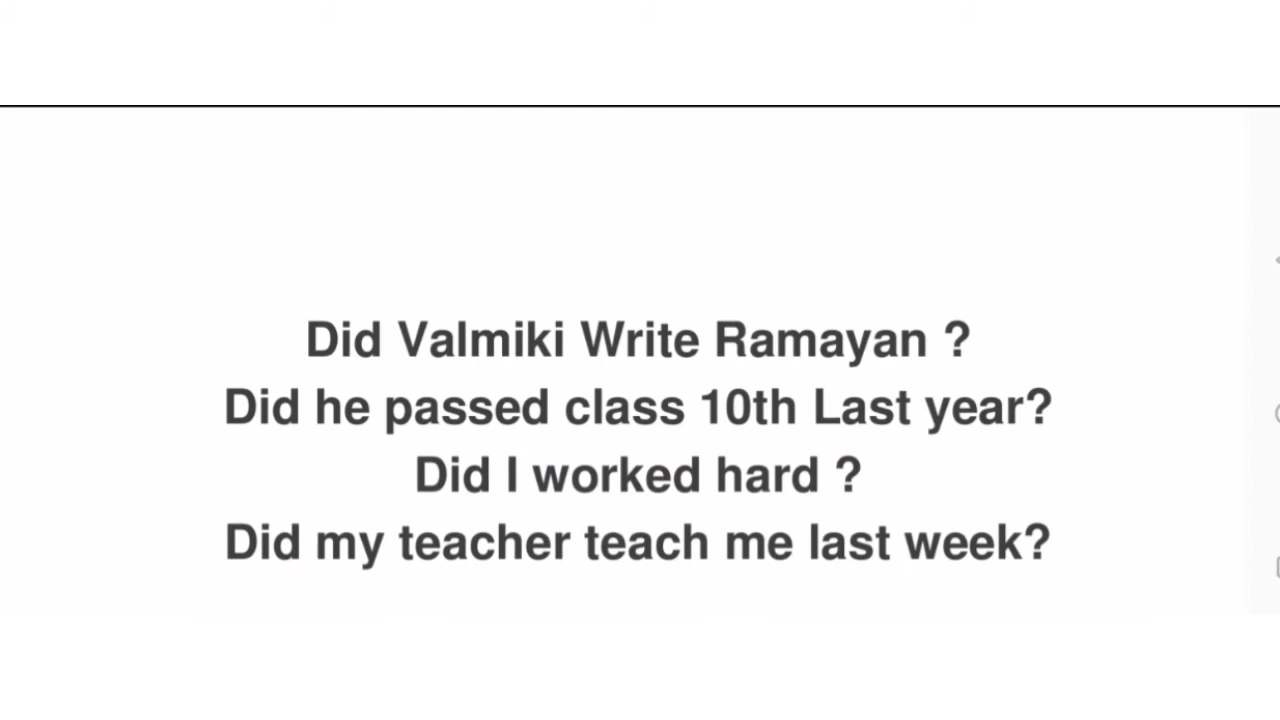 Did Valmiki Write Ramayan ?
Did he passed class 10th Last year?
Did I worked hard ?
Did my teacher teach me last week?